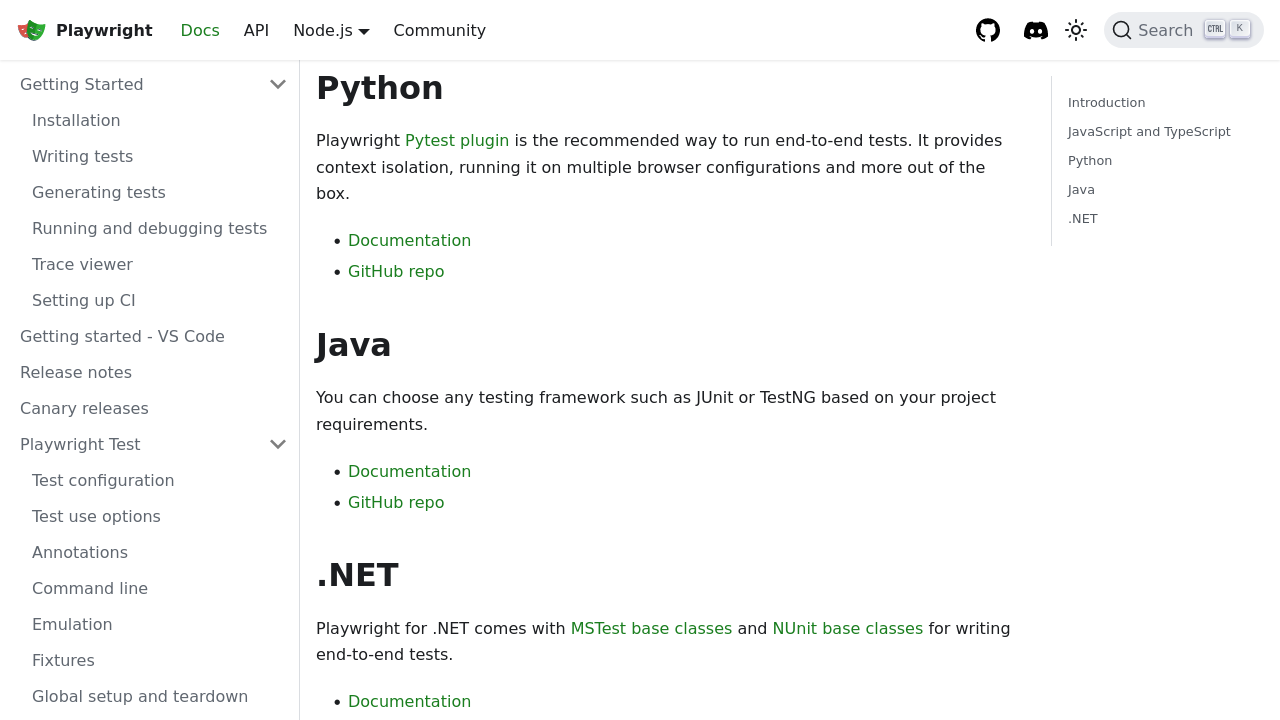 Playwright
Docs
API
Node.js
Community
Search
CTRL
K
Getting Started
Installation
Writing tests
Generating tests
Running and debugging tests
Trace viewer
Setting up CI
Getting started - VS Code
Release notes
Canary releases
Playwright Test
Test configuration
Test use options
Annotations
Command line
Emulation
Fixtures
Global setup and teardown
Python
Playwright Pytest plugin is the recommended way to run end-to-end tests. It provides
context isolation, running it on multiple browser configurations and more out of the
box.
• Documentation
• GitHub repo
Java
You can choose any testing framework such as JUnit or TestNG based on your project
requirements.
• Documentation
• GitHub repo
.NET
Playwright for .NET comes with MSTest base classes and NUnit base classes for writing
end-to-end tests.
• Documentation
Introduction
JavaScript and TypeScript
Python
Java
.NET